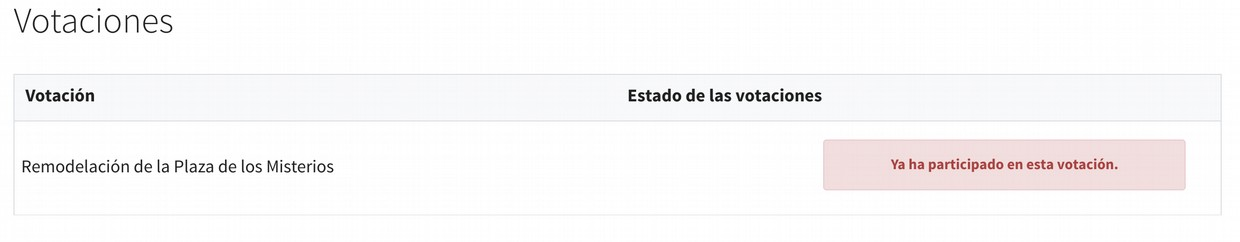 Votaciones
Votación Estado de las votaciones
Remodelación de la Plaza de los Misterios Ya ha participado en esta votación.